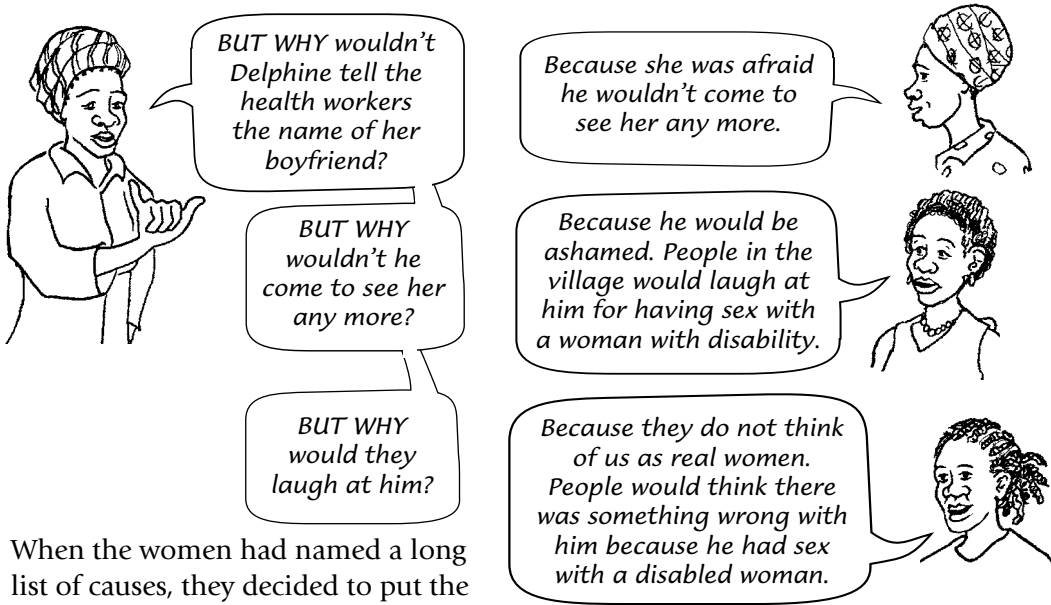 BUT WHY wouldn't
Delphine tell the
health workers
the name of her
boyfriend?
Because she was afraid
he wouldn't come to
see her any more.
BUT WHY
wouldn't he
come to see her
any more?
Because he would be
ashamed. People in the
village would laugh at
him for having sex with
a woman with disability.
BUT WHY
would they
laugh at him?
Because they do not think
of us as real women.
People would think there
was something wrong with
him because he had sex
with a disabled woman.
When the women had named a long
list of causes, they decided to put the